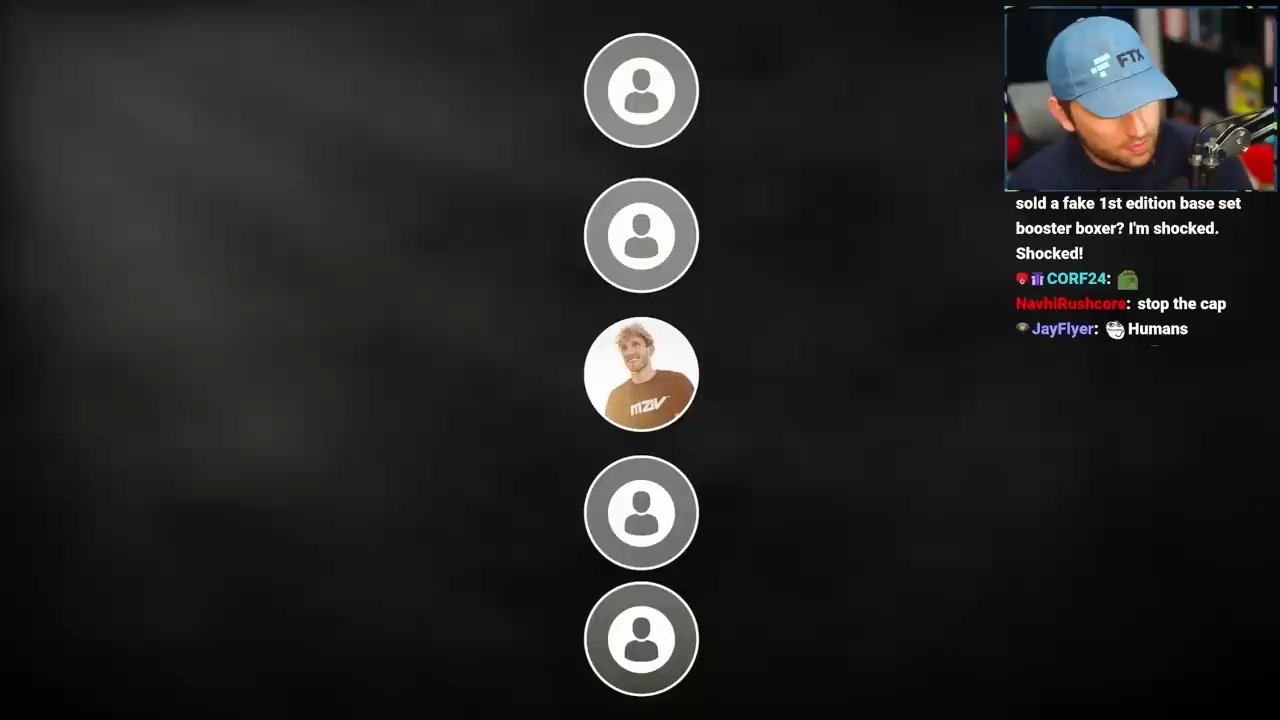 FTX
sold a fake 1st edition base set
booster boxer? I'm shocked.
Shocked!
CORF24:
NavhiRushcore: stop the cap
JayFlyer: Humans